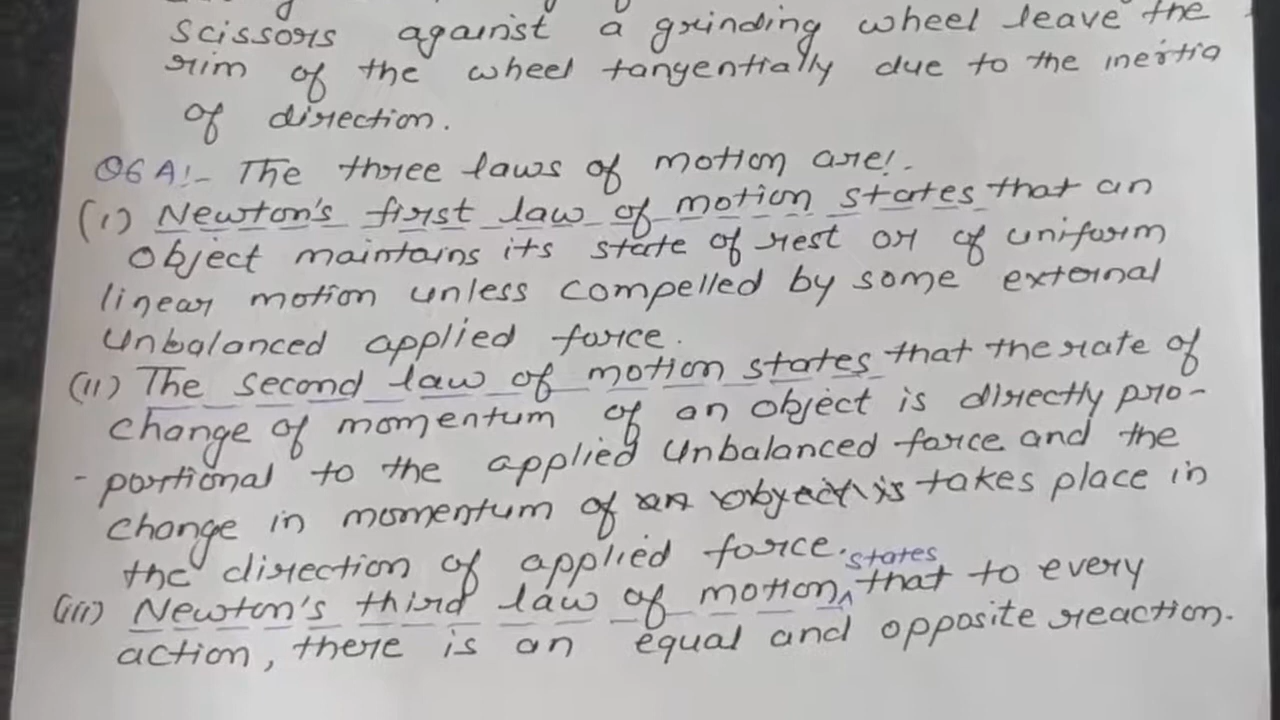 scissors against a grinding wheel leave the
rim of the wheel tangentially due to the inertia
of direction.
Q6 A:- The three laws of motion are:-
(i) Newton's first law of motion states that an
object maintains its state of rest or of uniform
linear motion unless compelled by some external
unbalanced applied force.
(ii) The second law of motion states that the rate of
change of momentum of an object is directly pro-
-portional to the applied unbalanced force and the
change in momentum of an object is takes place in
the direction of applied force.
(iii) Newton's third law of motion states that to every
action, there is an equal and opposite reaction.